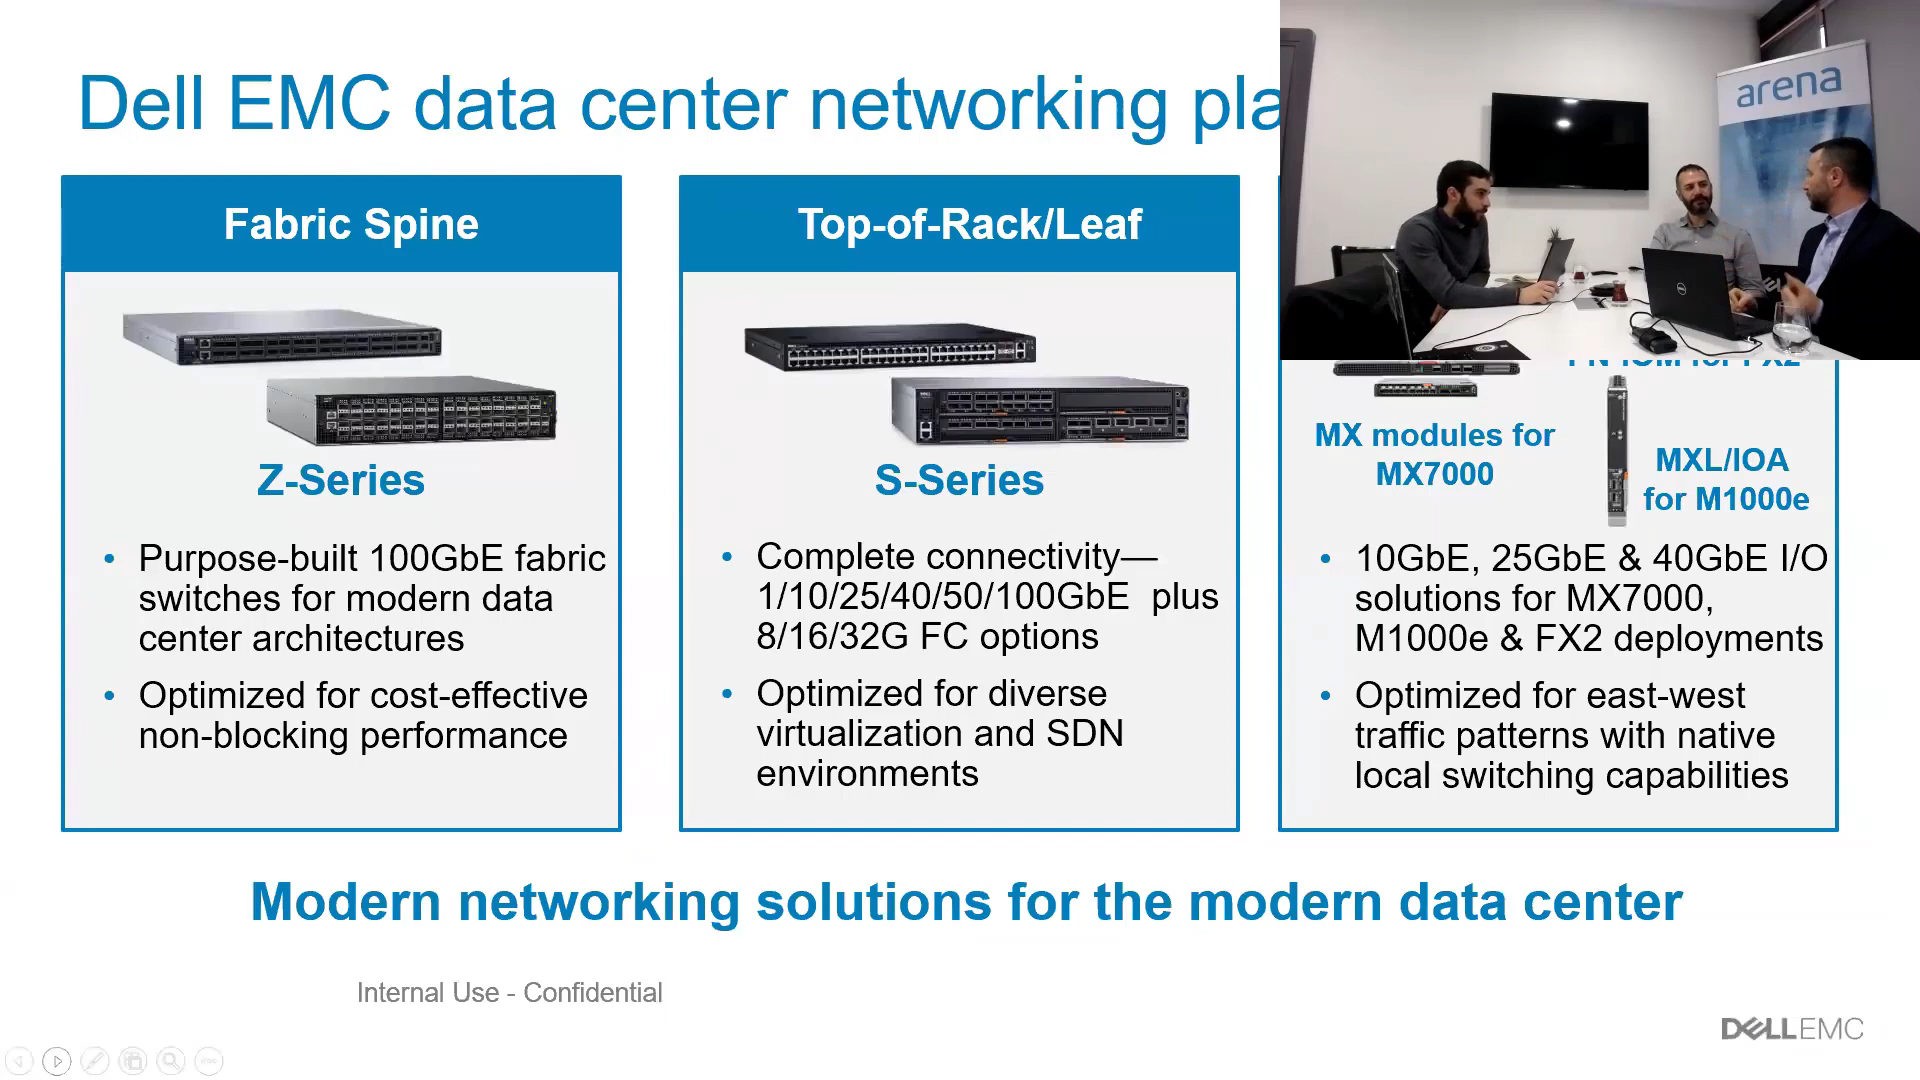 Dell EMC data center networking pla
arena
Fabric Spine
Z-Series
• Purpose-built 100GbE fabric
switches for modern data
center architectures
• Optimized for cost-effective
non-blocking performance
Top-of-Rack/Leaf
S-Series
• Complete connectivity—
1/10/25/40/50/100GbE plus
8/16/32G FC options
• Optimized for diverse
virtualization and SDN
environments
MX modules for
MX7000
MXL/IOA
for M1000e
• 10GbE, 25GbE & 40GbE I/O
solutions for MX7000,
M1000e & FX2 deployments
• Optimized for east-west
traffic patterns with native
local switching capabilities
Modern networking solutions for the modern data center
Internal Use - Confidential
DELLEMC